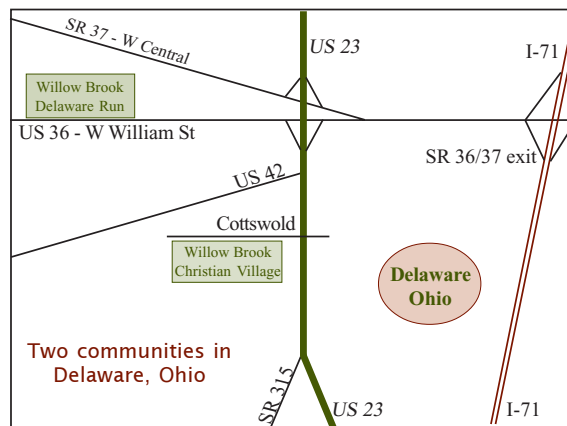 SR 37 - W Central
US 23
I-71
Willow Brook
Delaware Run
US 36 - W William St
SR 36/37 exit
US 42
Cottswold
Willow Brook
Christian Village
Delaware
Ohio
Two communities in
Delaware, Ohio
SR 315
US 23
I-71